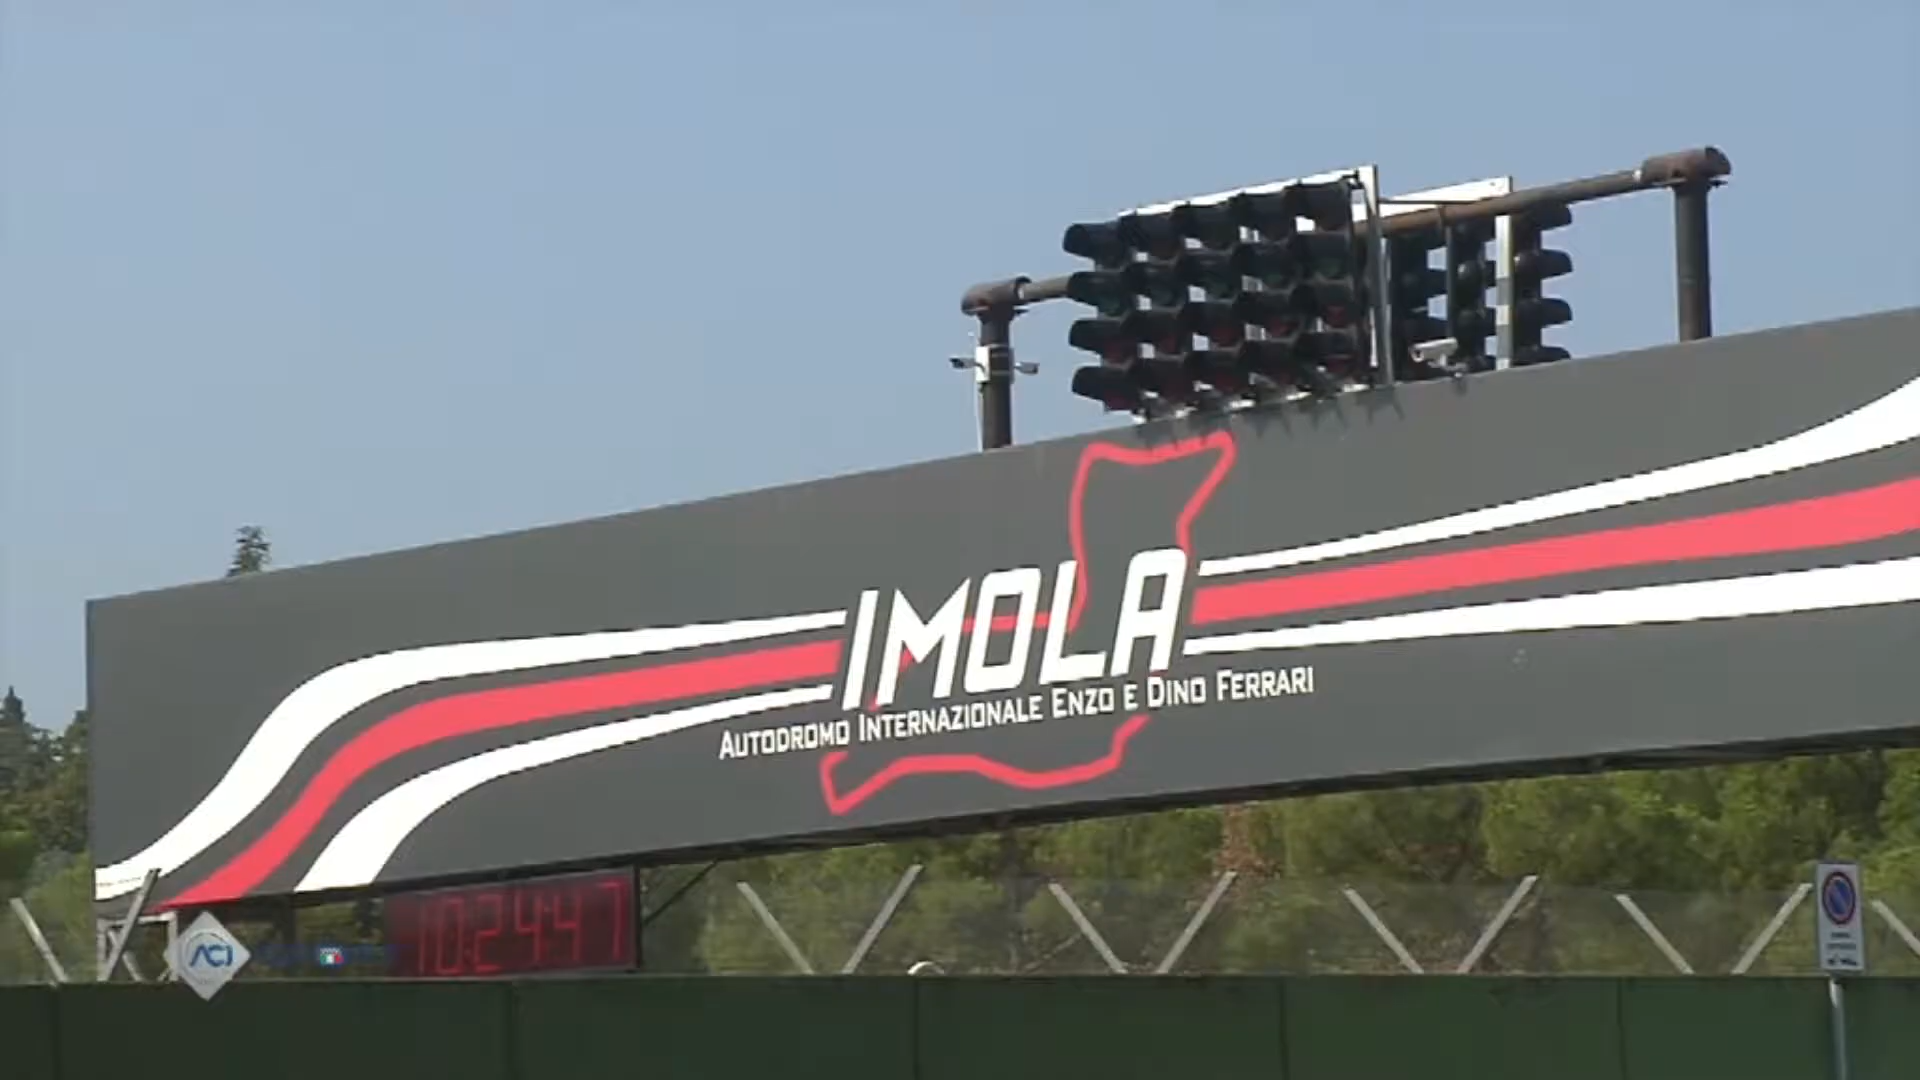 IMOLA
AUTODROMO INTERNAZIONALE ENZO E DINO FERRARI
10:24:47
ACI